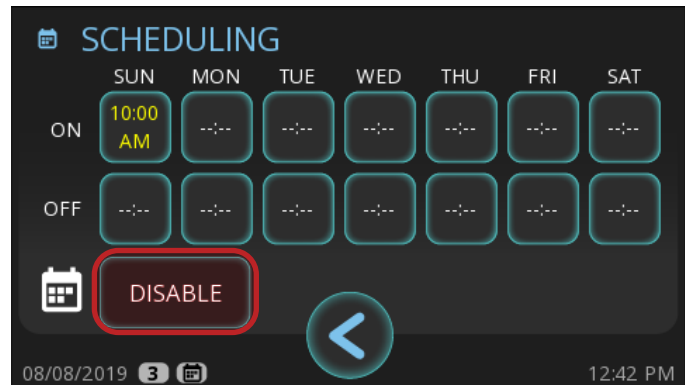 SCHEDULING
SUN MON TUE WED THU FRI SAT
ON 10:00 AM --:-- --:-- --:-- --:-- --:-- --:--
OFF --:-- --:-- --:-- --:-- --:-- --:-- --:--
DISABLE
08/08/2019 3 12:42 PM